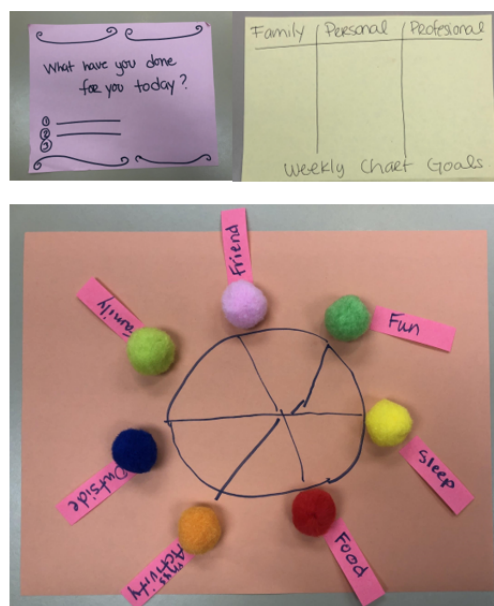 What have you done
for you today?
1
2
3
Family Personal Profesional
Weekly Chart Goals
Friend
Family
Fun
Sleep
Outside
Activity
Food